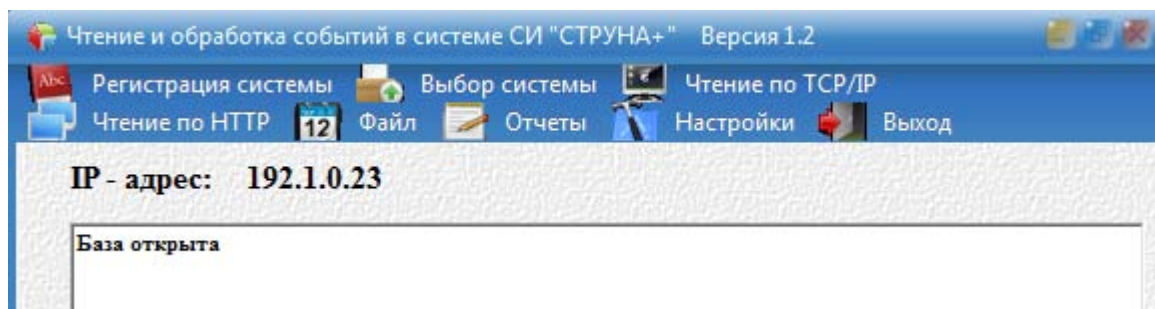 Чтение и обработка событий в системе СИ "СТРУНА+" Версия 1.2
Abc Регистрация системы Выбор системы Чтение по TCP/IP
Чтение по HTTP 12 Файл Отчеты Настройки Выход
IP - адрес: 192.1.0.23
База открыта